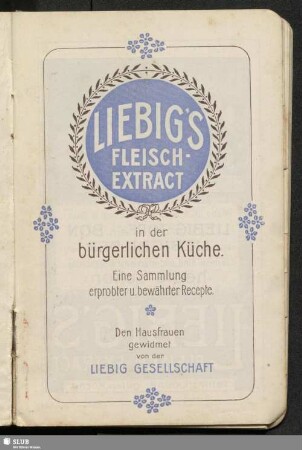 LIEBIG'S
FLEISCH-
EXTRACT
in der
bürgerlichen Küche.
Eine Sammlung
erprobter u. bewährter Recepte.
Den Hausfrauen
gewidmet
von der
LIEBIG GESELLSCHAFT
SLUB